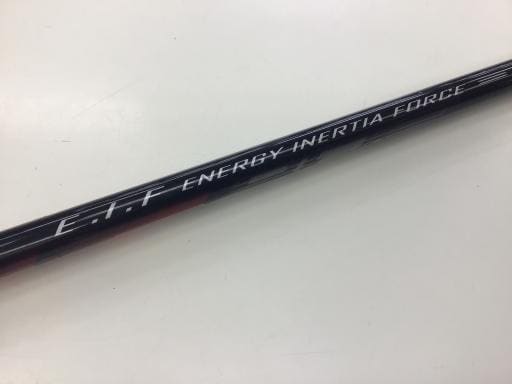 E.I.F ENERGY INERTIA FORCE